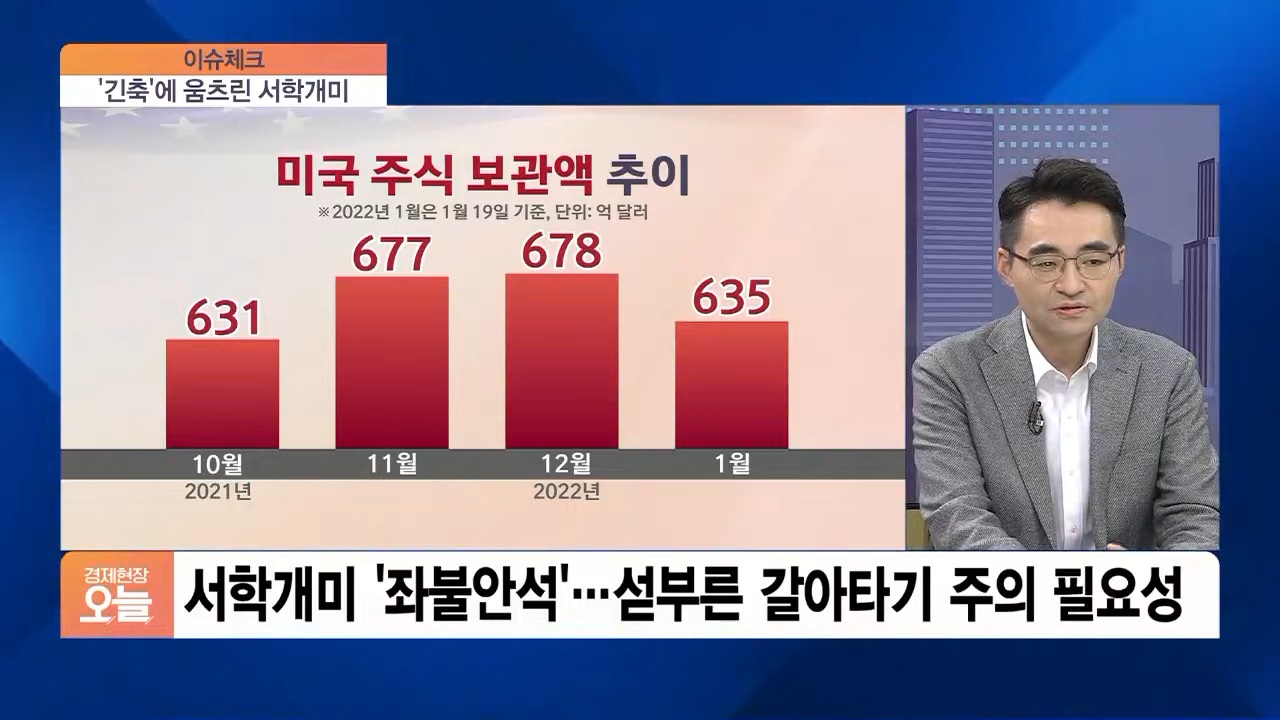 이슈체크
'긴축'에 움츠린 서학개미
미국 주식 보관액 추이
※2022년 1월은 1월 19일 기준, 단위: 억 달러
631
677
678
635
10월
11월
12월
1월
2021년
2022년
경제현장
오늘
서학개미 '좌불안석'…섣부른 갈아타기 주의 필요성